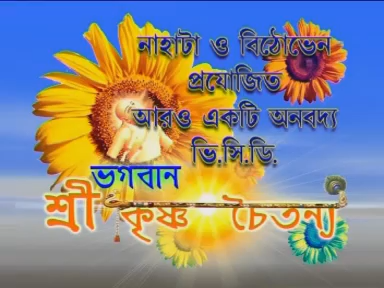 নাহাটা ও বিঠোভেন
প্রযোজিত
আরও একটি অনবদ্য
ভি.সি.ডি.
ভগবান
শ্রী কৃষ্ণ চৈতন্য